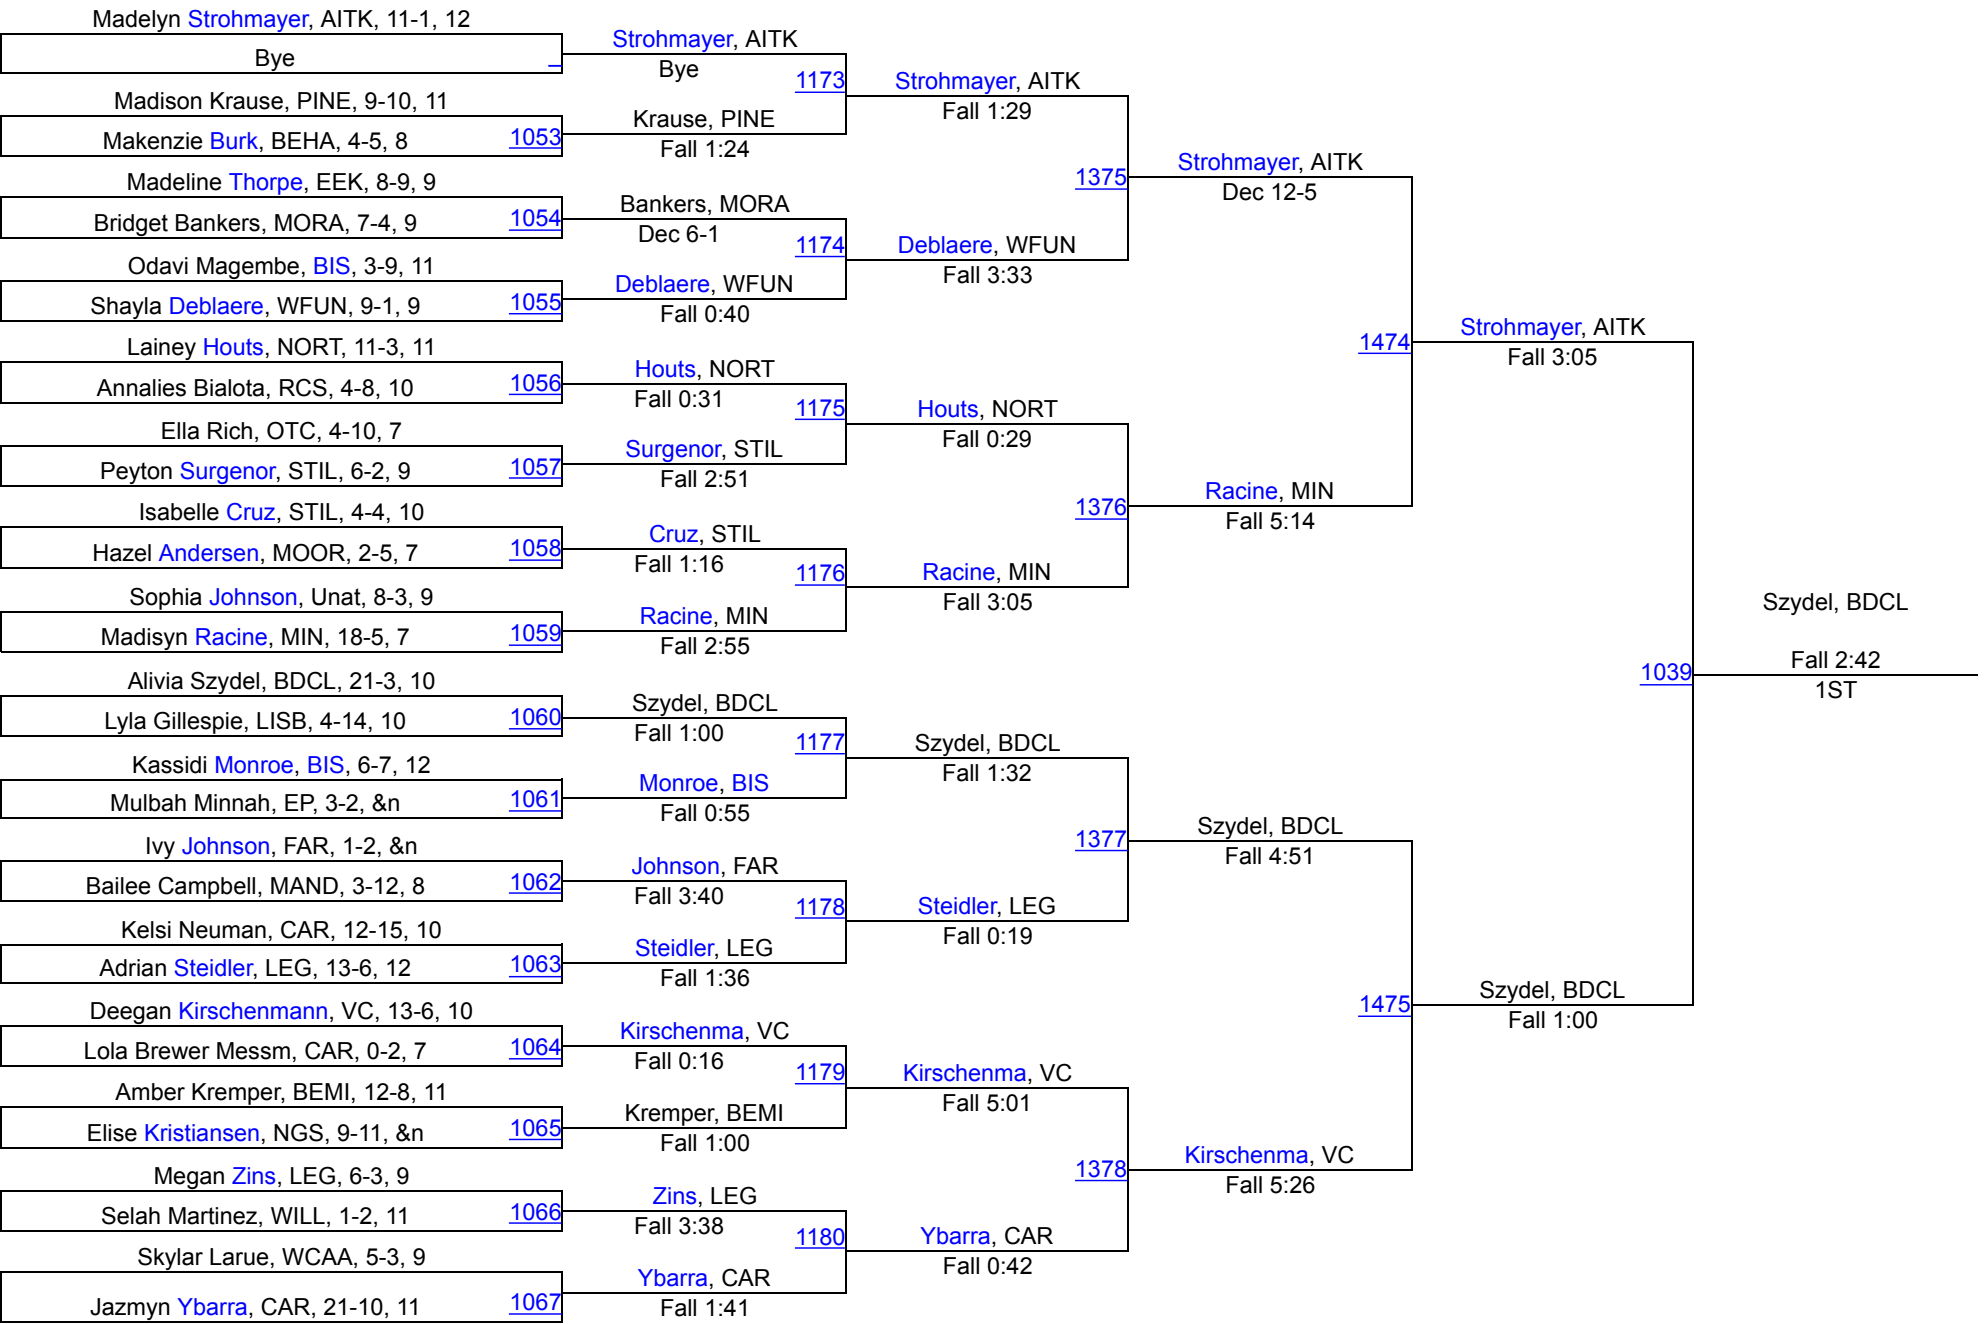 Madelyn Strohmayer, AITK, 11-1, 12
Bye
Madison Krause, PINE, 9-10, 11
Makenzie Burk, BEHA, 4-5, 8
1053
Madeline Thorpe, EEK, 8-9, 9
Bridget Bankers, MORA, 7-4, 9
1054
Odavi Magembe, BIS, 3-9, 11
Shayla Deblaere, WFUN, 9-1, 9
1055
Lainey Houts, NORT, 11-3, 11
Annalies Bialota, RCS, 4-8, 10
1056
Ella Rich, OTC, 4-10, 7
Peyton Surgenor, STIL, 6-2, 9
1057
Isabelle Cruz, STIL, 4-4, 10
Hazel Andersen, MOOR, 2-5, 7
1058
Sophia Johnson, Unat, 8-3, 9
Madisyn Racine, MIN, 18-5, 7
1059
Alivia Szydel, BDCL, 21-3, 10
Lyla Gillespie, LISB, 4-14, 10
1060
Kassidi Monroe, BIS, 6-7, 12
Mulbah Minnah, EP, 3-2, &n
1061
Ivy Johnson, FAR, 1-2, &n
Bailee Campbell, MAND, 3-12, 8
1062
Kelsi Neuman, CAR, 12-15, 10
Adrian Steidler, LEG, 13-6, 12
1063
Deegan Kirschenmann, VC, 13-6, 10
Lola Brewer Messm, CAR, 0-2, 7
1064
Amber Kremper, BEMI, 12-8, 11
Elise Kristiansen, NGS, 9-11, &n
1065
Megan Zins, LEG, 6-3, 9
Selah Martinez, WILL, 1-2, 11
1066
Skylar Larue, WCAA, 5-3, 9
Jazmyn Ybarra, CAR, 21-10, 11
1067
Strohmayer, AITK
Bye
1173
Krause, PINE
Fall 1:24
Bankers, MORA
Dec 6-1
1174
Deblaere, WFUN
Fall 0:40
Houts, NORT
Fall 0:31
1175
Surgenor, STIL
Fall 2:51
Cruz, STIL
Fall 1:16
1176
Racine, MIN
Fall 2:55
Szydel, BDCL
Fall 1:00
1177
Monroe, BIS
Fall 0:55
Johnson, FAR
Fall 3:40
1178
Steidler, LEG
Fall 1:36
Kirschenma, VC
Fall 0:16
1179
Kremper, BEMI
Fall 1:00
Zins, LEG
Fall 3:38
1180
Ybarra, CAR
Fall 1:41
Strohmayer, AITK
Fall 1:29
1375
Deblaere, WFUN
Fall 3:33
Houts, NORT
Fall 0:29
1376
Racine, MIN
Fall 3:05
Szydel, BDCL
Fall 1:32
1377
Steidler, LEG
Fall 0:19
Kirschenma, VC
Fall 5:01
1378
Ybarra, CAR
Fall 0:42
Strohmayer, AITK
Dec 12-5
1474
Racine, MIN
Fall 5:14
Szydel, BDCL
Fall 4:51
1475
Kirschenma, VC
Fall 5:26
Strohmayer, AITK
Fall 3:05
1039
Szydel, BDCL
Fall 1:00
Szydel, BDCL
Fall 2:42
1ST